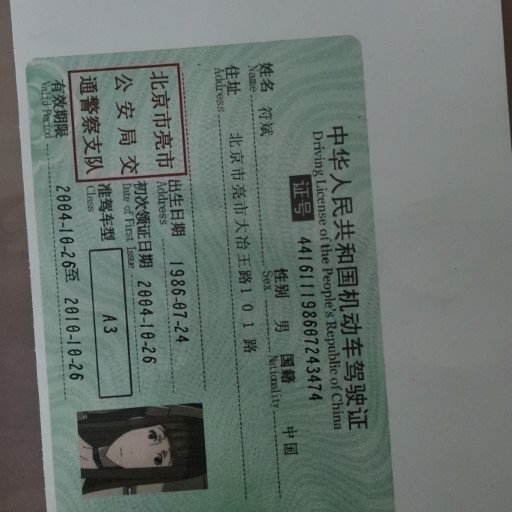 中华人民共和国机动车驾驶证
Driving License of the People's Republic of China
证号 441611198607243474
姓名 符斌 性别 男 国籍 中国
Name Sex Nationality
住址 北京市亮市大冶王路101路
Address
出生日期 1986-07-24
Address
初次领证日期 2004-10-26
Date of First Issue
准驾车型 A3
Class
北京市亮市
公安局交
通警察支队
有效期限 2004-10-26至 2010-10-26
Valid Period